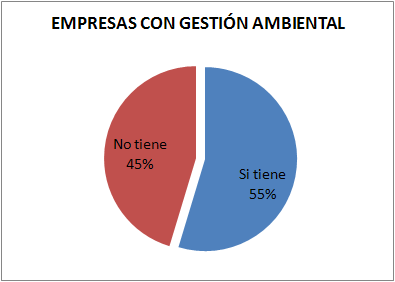 EMPRESAS CON GESTIÓN AMBIENTAL
No tiene
45%
Si tiene
55%